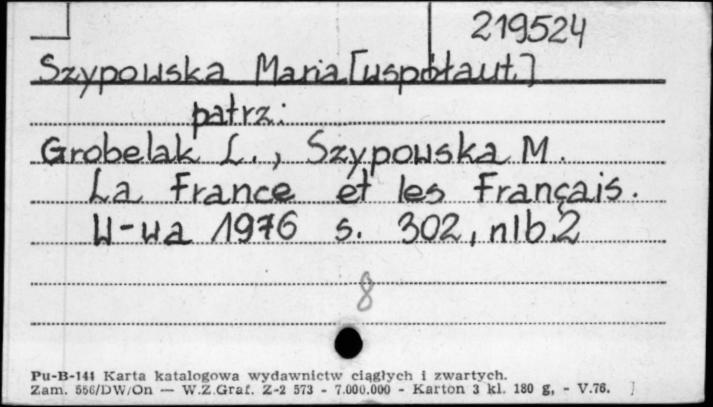 219524
Szypowska Maria [współaut.]
patrz:
Grobelak L., Szypowska M.
La France et les Français.
W-wa 1976 s. 302, nlb. 2
8
Pu-B-141 Karta katalogowa wydawnictw ciągłych i zwartych.
Zam. 556/DW/On — W.Z.Graf. Z-2 573 - 7.000.000 - Karton 3 kl. 180 g, - V.76.